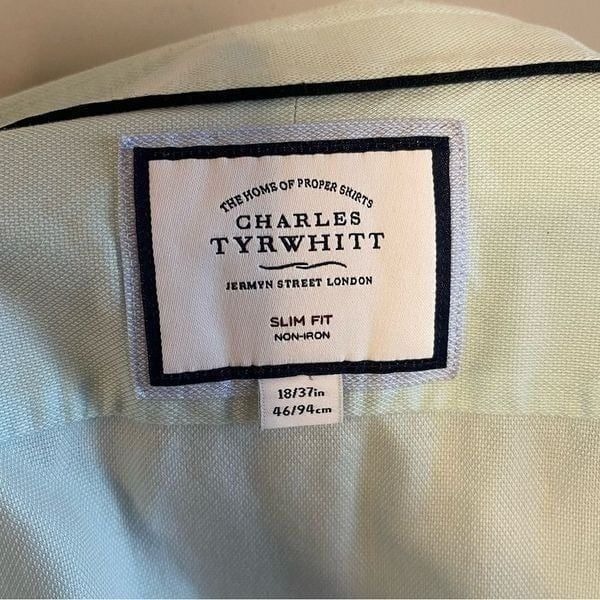 THE HOME OF PROPER SHIRTS
CHARLES
TYRWHITT
JERMYN STREET LONDON
SLIM FIT
NON-IRON
18/37in
46/94cm